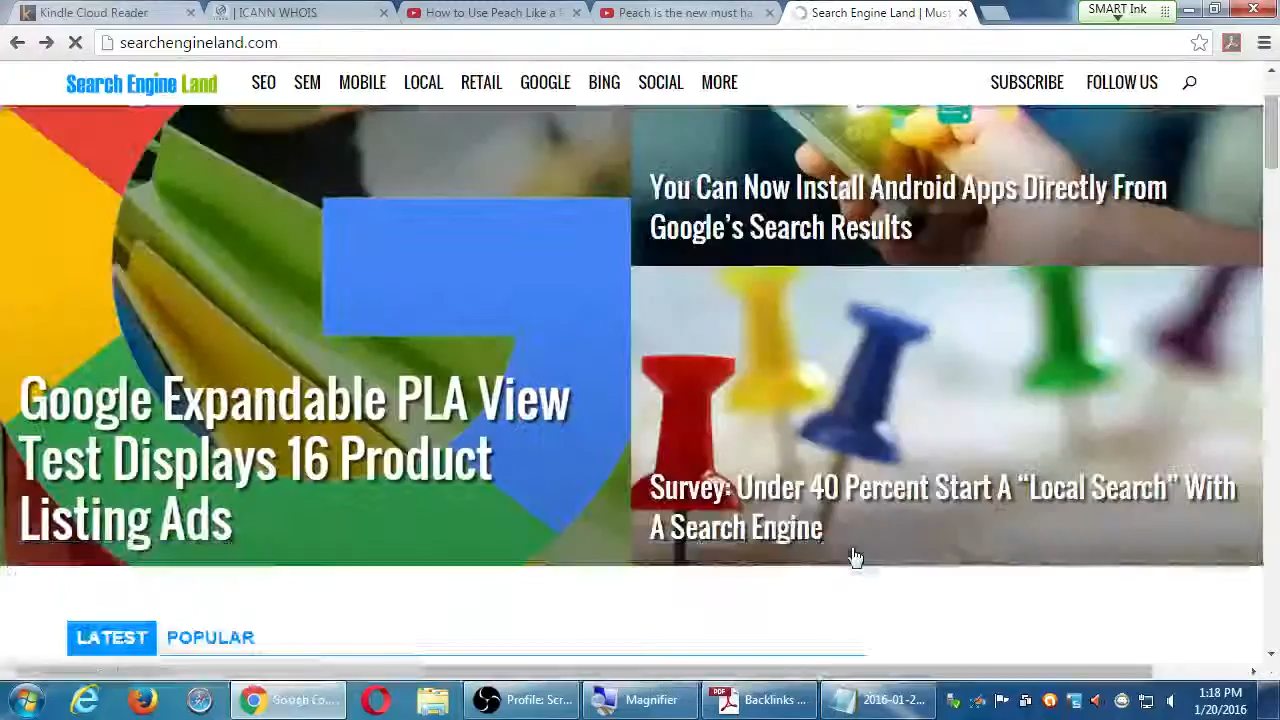 Kindle Cloud Reader
| ICANN WHOIS
How to Use Peach Like a
Peach is the new must ha
Search Engine Land | Mus
SMART Ink
searchengineland.com
Search Engine Land
SEO SEM MOBILE LOCAL RETAIL GOOGLE BING SOCIAL MORE
SUBSCRIBE FOLLOW US
You Can Now Install Android Apps Directly From
Google's Search Results
Google Expandable PLA View
Test Displays 16 Product
Listing Ads
Survey: Under 40 Percent Start A “Local Search” With
A Search Engine
LATEST POPULAR
Profile: Scr...
Magnifier
PDF
Backlinks ...
2016-01-2...
1:18 PM
1/20/2016